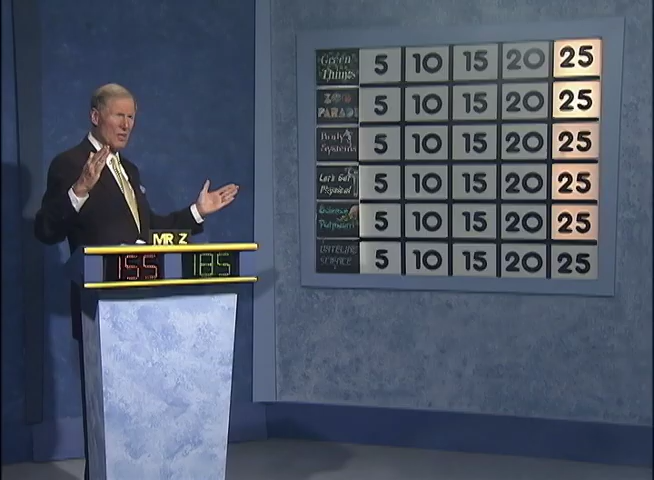 Green Things 5 10 15 20 25
ZOO PARADE 5 10 15 20 25
Body Systems 5 10 15 20 25
Let's Get Physical 5 10 15 20 25
5 10 15 20 25
SCIENCE 5 10 15 20 25
MR Z
155 185